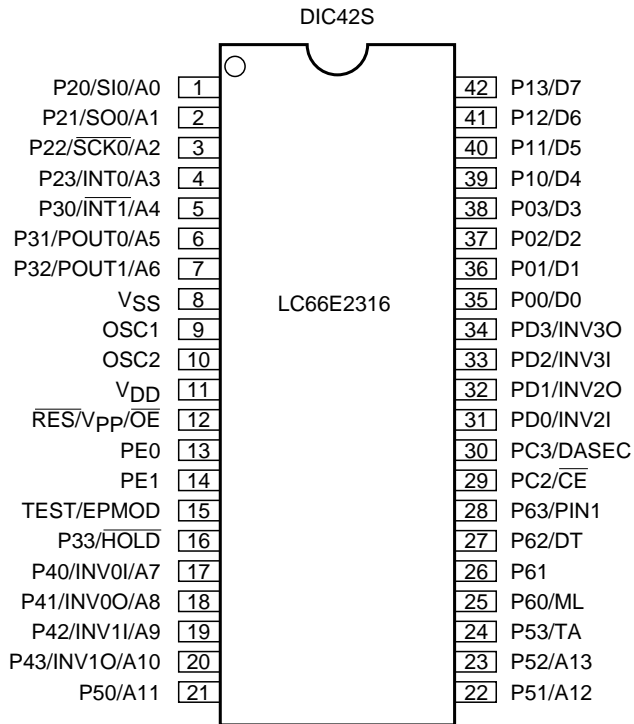 DIC42S
P20/SI0/A0 1 42 P13/D7
P21/SO0/A1 2 41 P12/D6
P22/S̅C̅K̅0̅/A2 3 40 P11/D5
P23/INT0/A3 4 39 P10/D4
P30/I̅N̅T̅1̅/A4 5 38 P03/D3
P31/POUT0/A5 6 37 P02/D2
P32/POUT1/A6 7 36 P01/D1
VSS 8 LC66E2316 35 P00/D0
OSC1 9 34 PD3/INV3O
OSC2 10 33 PD2/INV3I
VDD 11 32 PD1/INV2O
R̅E̅S̅/VPP/O̅E̅ 12 31 PD0/INV2I
PE0 13 30 PC3/DASEC
PE1 14 29 PC2/C̅E̅
TEST/EPMOD 15 28 P63/PIN1
P33/H̅O̅L̅D̅ 16 27 P62/DT
P40/INV0I/A7 17 26 P61
P41/INV0O/A8 18 25 P60/ML
P42/INV1I/A9 19 24 P53/TA
P43/INV1O/A10 20 23 P52/A13
P50/A11 21 22 P51/A12